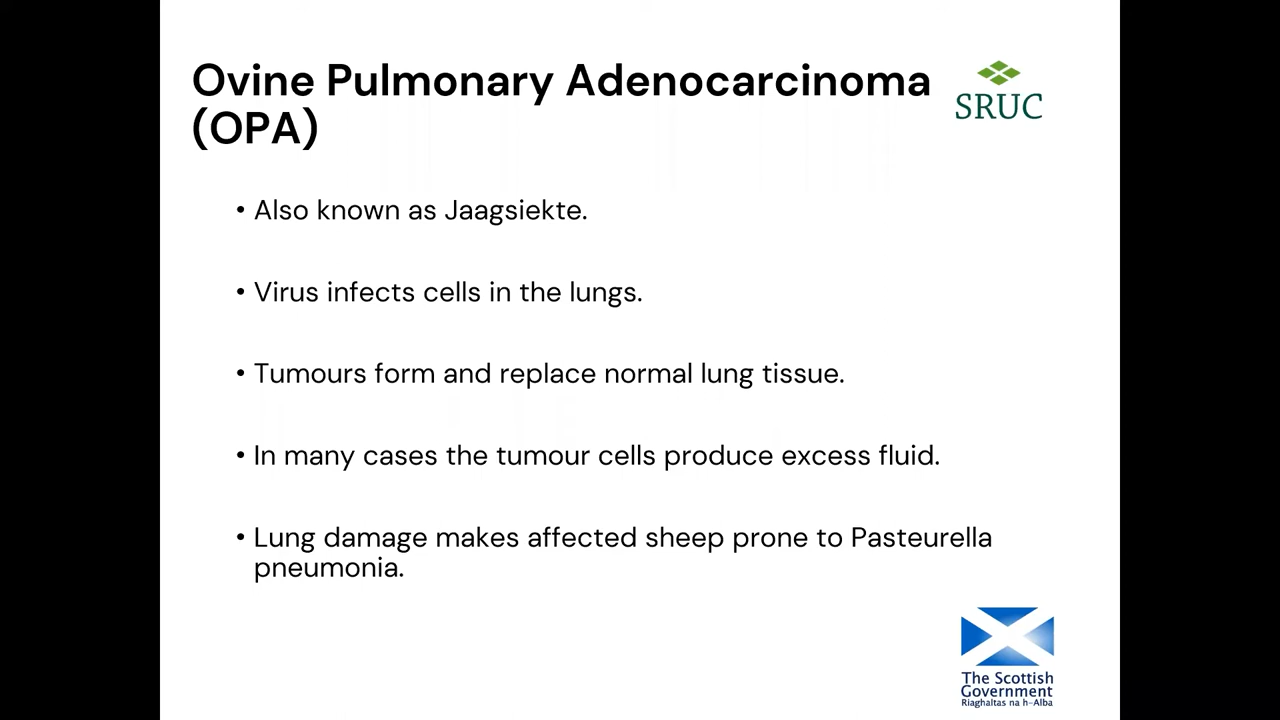 Ovine Pulmonary Adenocarcinoma
(OPA)
SRUC
• Also known as Jaagsiekte.
• Virus infects cells in the lungs.
• Tumours form and replace normal lung tissue.
• In many cases the tumour cells produce excess fluid.
• Lung damage makes affected sheep prone to Pasteurella
pneumonia.
The Scottish
Government
Riaghaltas na h-Alba